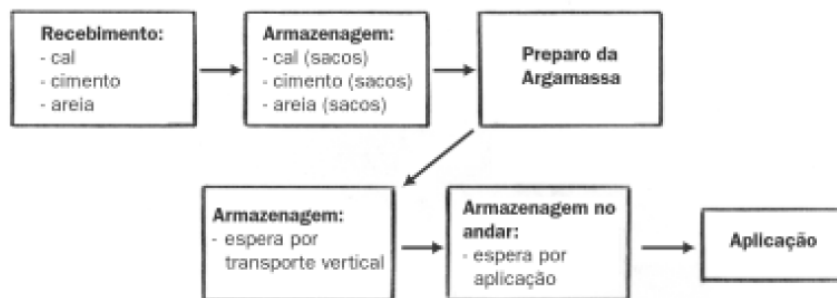 Recebimento:
- cal
- cimento
- areia
Armazenagem:
- cal (sacos)
- cimento (sacos)
- areia (sacos)
Preparo da
Argamassa
Armazenagem:
- espera por
transporte vertical
Armazenagem no
andar:
- espera por
aplicação
Aplicação